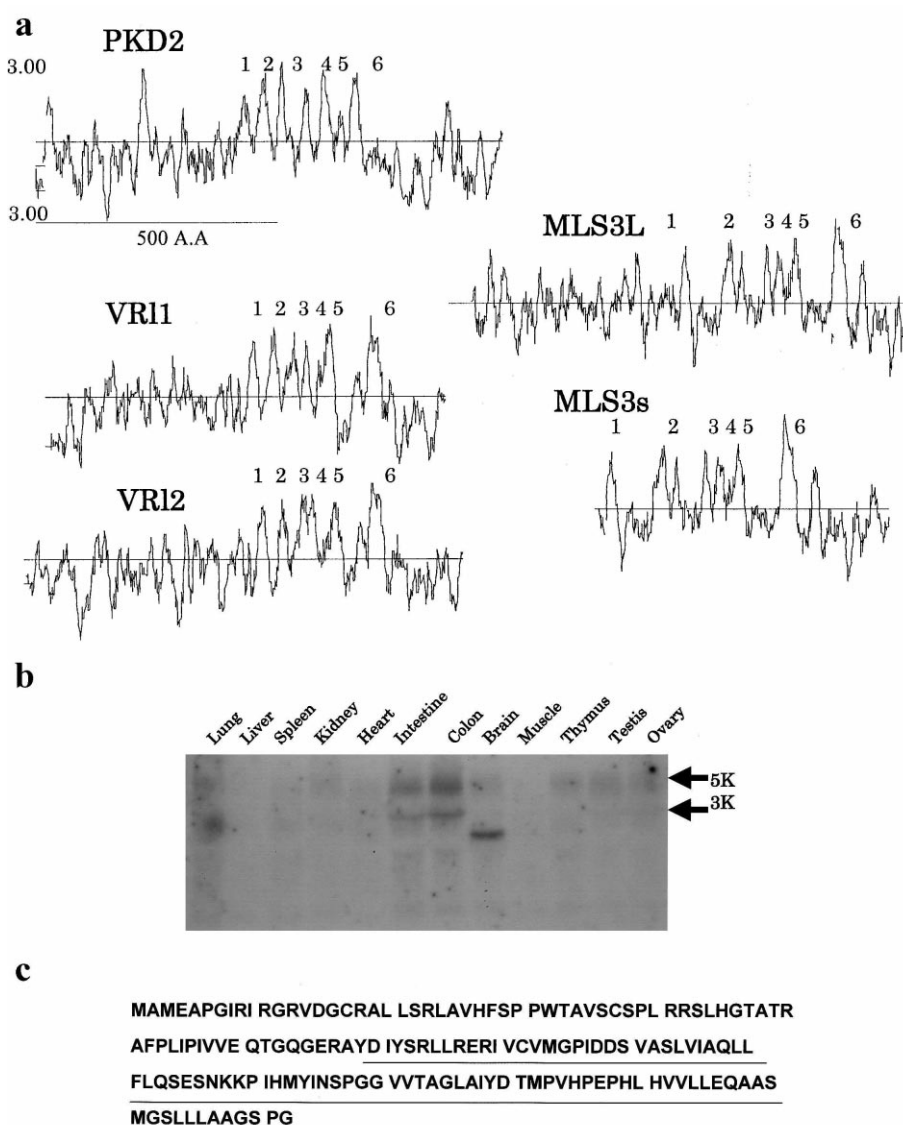 a
PKD2
3.00
1 2 3 4 5 6
3.00
500 A.A
MLS3L
1 2 3 4 5 6
VR11
1 2 3 4 5 6
MLS3s
1 2 3 4 5 6
VR12
1 2 3 4 5 6
b
Lung Liver Spleen Kidney Heart Intestine Colon Brain Muscle Thymus Testis Ovary
5K
3K
c
MAMEAPGIRI RGRVDGCRAL LSRLAVHFSP PWTAVSCSPL RRSLHGTATR
AFPLIPIVVE QTGQGERAYD IYSRLLRERI VCVMGPIDDS VASLVIAQLL
FLQSESNKKP IHMYINSPGG VVTAGLAIYD TMPVHPEPHL HVVLLEQAAS
MGSLLLAAGS PG